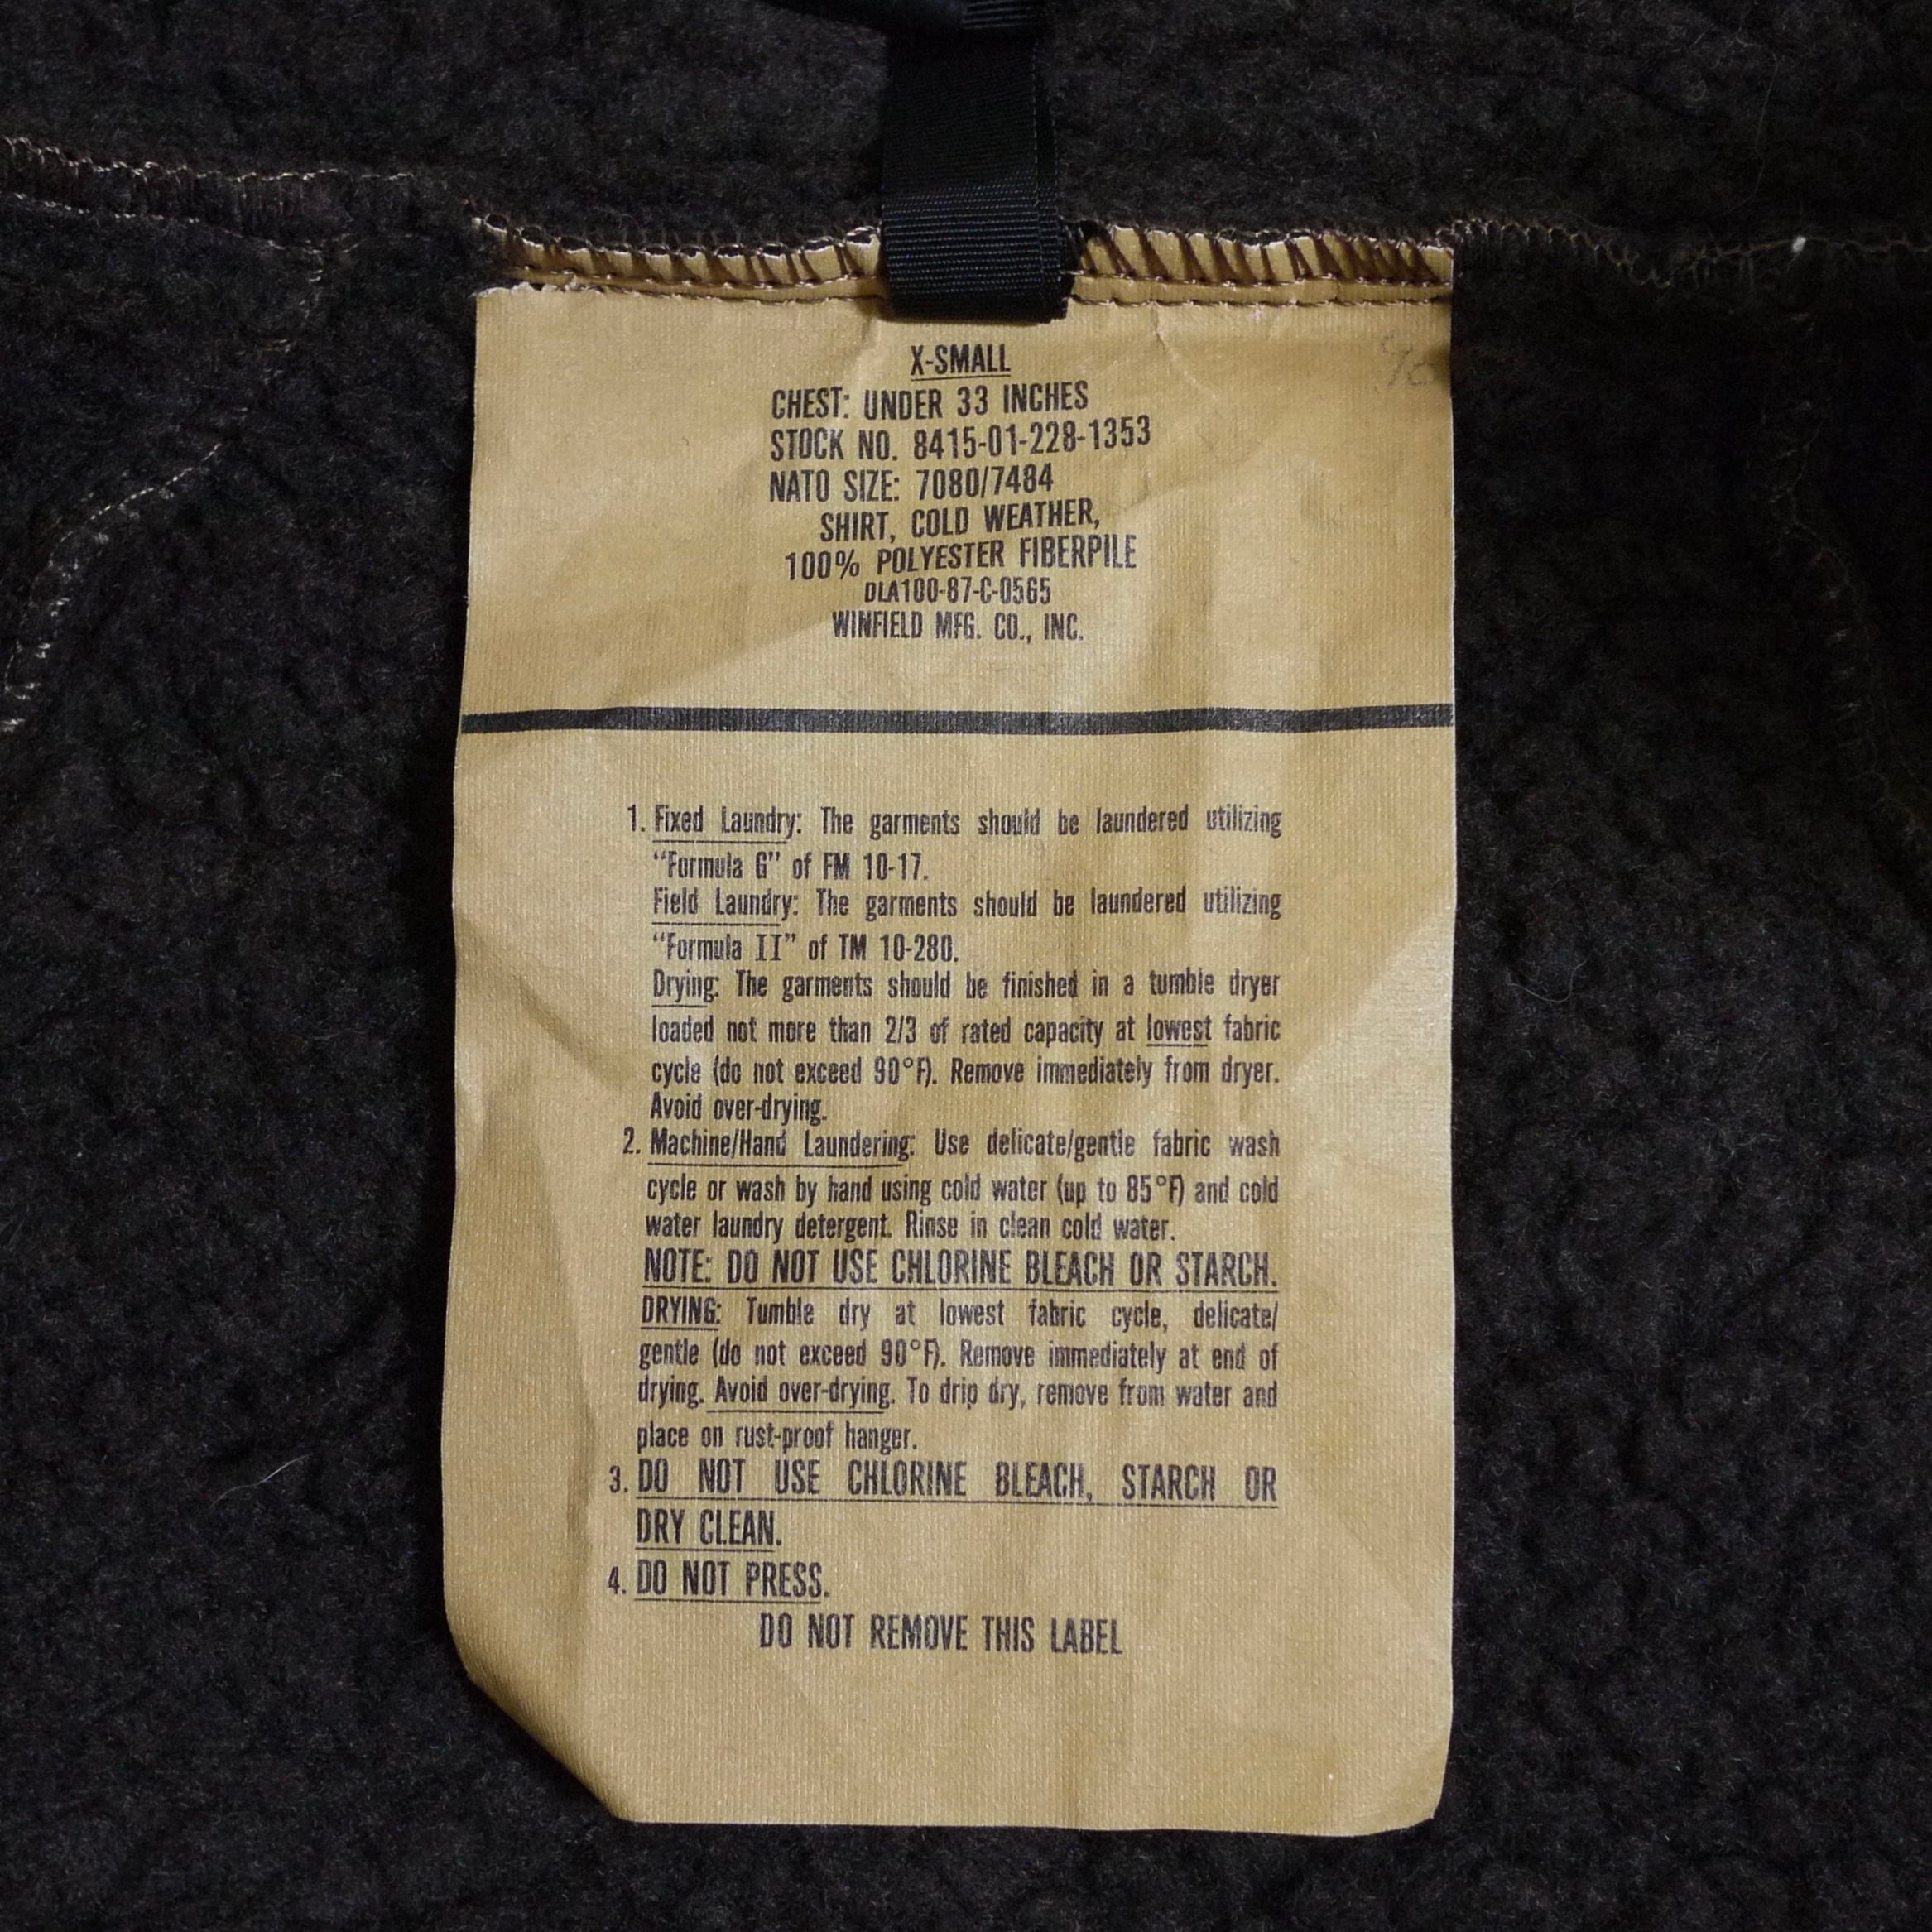 X-SMALL
CHEST: UNDER 33 INCHES
STOCK NO. 8415-01-228-1353
NATO SIZE: 7080/7484
SHIRT, COLD WEATHER,
100% POLYESTER FIBERPILE
DLA100-87-C-0565
WINFIELD MFG. CO., INC.
1. Fixed Laundry: The garments should be laundered utilizing
“Formula G” of FM 10-17.
Field Laundry: The garments should be laundered utilizing
“Formula II” of TM 10-280.
Drying: The garments should be finished in a tumble dryer
loaded not more than 2/3 of rated capacity at lowest fabric
cycle (do not exceed 90°F). Remove immediately from dryer.
Avoid over-drying.
2. Machine/Hand Laundering: Use delicate/gentle fabric wash
cycle or wash by hand using cold water (up to 85°F) and cold
water laundry detergent. Rinse in clean cold water.
NOTE: DO NOT USE CHLORINE BLEACH OR STARCH.
DRYING: Tumble dry at lowest fabric cycle, delicate/
gentle (do not exceed 90°F). Remove immediately at end of
drying. Avoid over-drying. To drip dry, remove from water and
place on rust-proof hanger.
3. DO NOT USE CHLORINE BLEACH, STARCH OR
DRY CLEAN.
4. DO NOT PRESS.
DO NOT REMOVE THIS LABEL